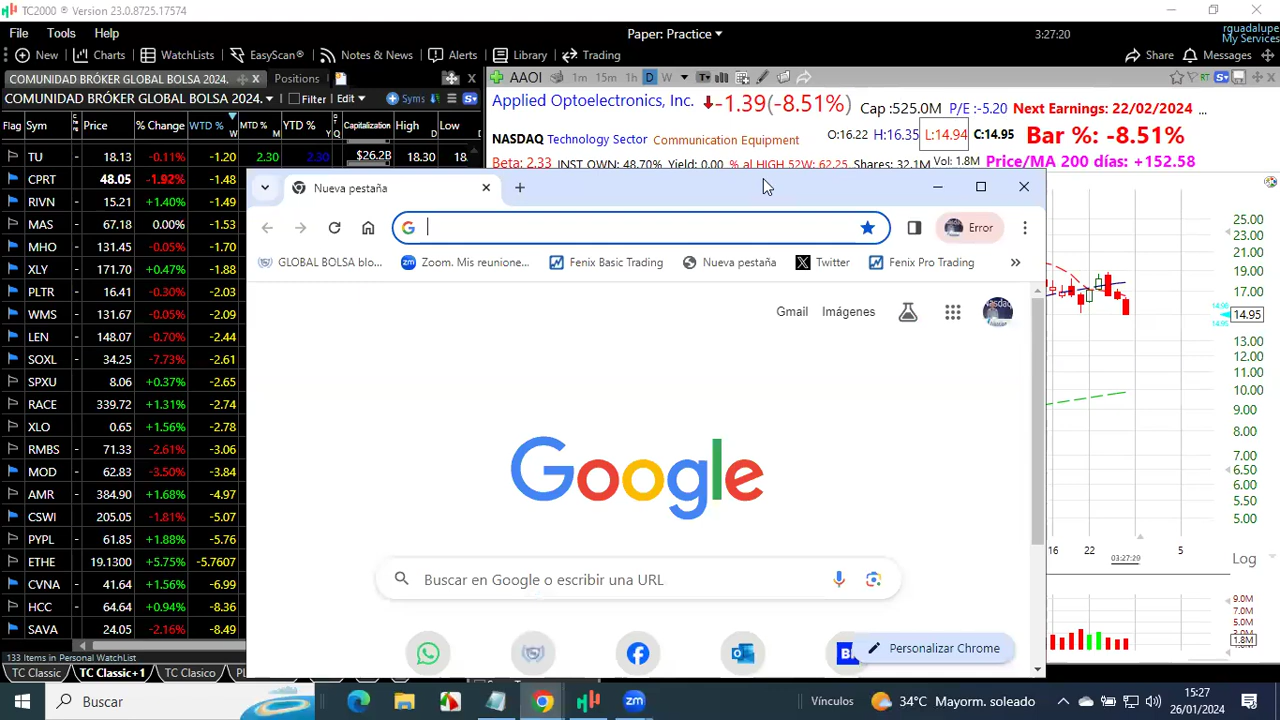 TC2000 ® Version 23.0.8725.17574
File Tools Help
Paper: Practice
3:27:20
rguadalupe
My Services
New Charts WatchLists EasyScan® Notes & News Alerts Library Trading
Share Messages
COMUNIDAD BRÓKER GLOBAL BOLSA 2024. Positions
AAOI 1m 15m 1h D W
COMUNIDAD BRÓKER GLOBAL BOLSA 2024. Filter Edit Syms
Applied Optoelectronics, Inc. -1.39(-8.51%) Cap :525.0M P/E :-5.20 Next Earnings: 22/02/2024 ...
Flag Sym Price % Change WTD % W MTD % M YTD % Capitalization High D Low
NASDAQ Technology Sector Communication Equipment O:16.22 H:16.35 L:14.94 C:14.95 Bar %: -8.51%
Beta: 2.33 INST OWN: 48.70% Yield: 0.00 % al HIGH 52W: 62.25 Shares: 32.1M Vol: 1.8M Price/MA 200 días: +152.58
TU - 18.13 -0.11% -1.20 2.30 2.30 $26.2B 18.30 18.
CPRT - 48.05 -1.92% -1.48
RIVN - 15.21 +1.40% -1.49
MAS - 67.18 0.00% -1.53
MHO - 131.45 -0.05% -1.70
XLY - 171.70 +0.47% -1.88
PLTR - 16.41 -0.30% -2.03
WMS - 131.67 -0.05% -2.09
LEN - 148.07 -0.70% -2.44
SOXL - 34.25 -7.73% -2.61
SPXU - 8.06 +0.37% -2.65
RACE - 339.72 +1.31% -2.74
XLO - 0.65 +1.56% -2.78
RMBS - 71.33 -2.61% -3.06
MOD - 62.83 -3.50% -3.84
AMR - 384.90 +1.68% -4.97
CSWI - 205.05 -1.81% -5.07
PYPL - 61.85 +1.88% -5.76
ETHE - 19.1300 +5.75% -5.7607
CVNA - 41.64 +1.56% -6.99
HCC - 64.64 +0.94% -8.36
SAVA - 24.05 -2.16% -8.49
133 Items in Personal WatchList
TC Classic TC Classic+1 TC Clasico
Nueva pestaña
Error
GLOBAL BOLSA blo... Zoom. Mis reunione... Fenix Basic Trading Nueva pestaña Twitter Fenix Pro Trading
Gmail Imágenes
Google
Buscar en Google o escribir una URL
Personalizar Chrome
25.00
23.00
21.00
19.00
17.00
14.95
13.00
12.00
11.00
10.00
9.00
8.00
7.00
6.50
6.00
5.50
5.00
16 22 5
03:27:29
Log
9.0M
7.0M
5.0M
1.8M
Buscar
Vínculos
34°C Mayorm. soleado
15:27
26/01/2024